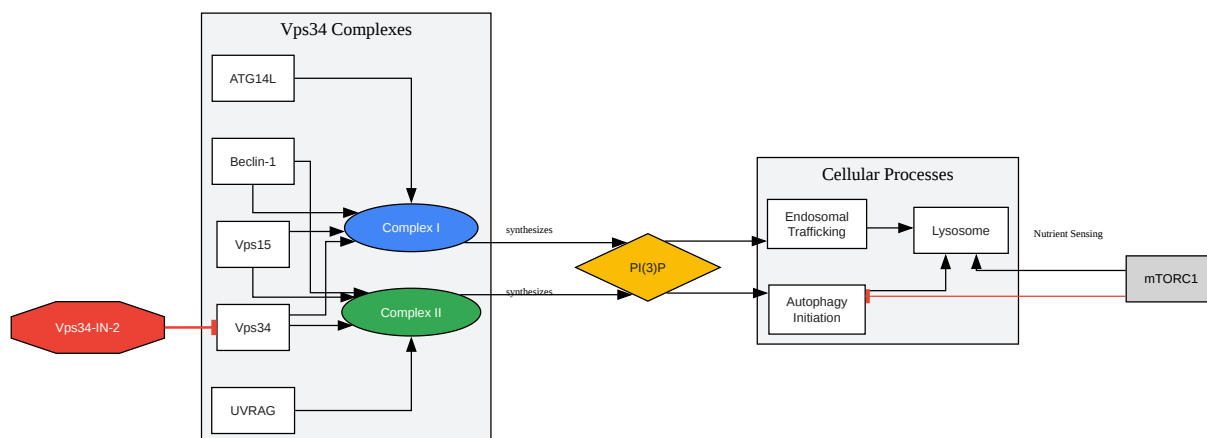 Vps34 Complexes
ATG14L
Beclin-1
Vps15
Vps34
UVRAG
Vps34-IN-2
Complex I
Complex II
synthesizes
synthesizes
PI(3)P
Cellular Processes
Endosomal
Trafficking
Lysosome
Autophagy
Initiation
Nutrient Sensing
mTORC1